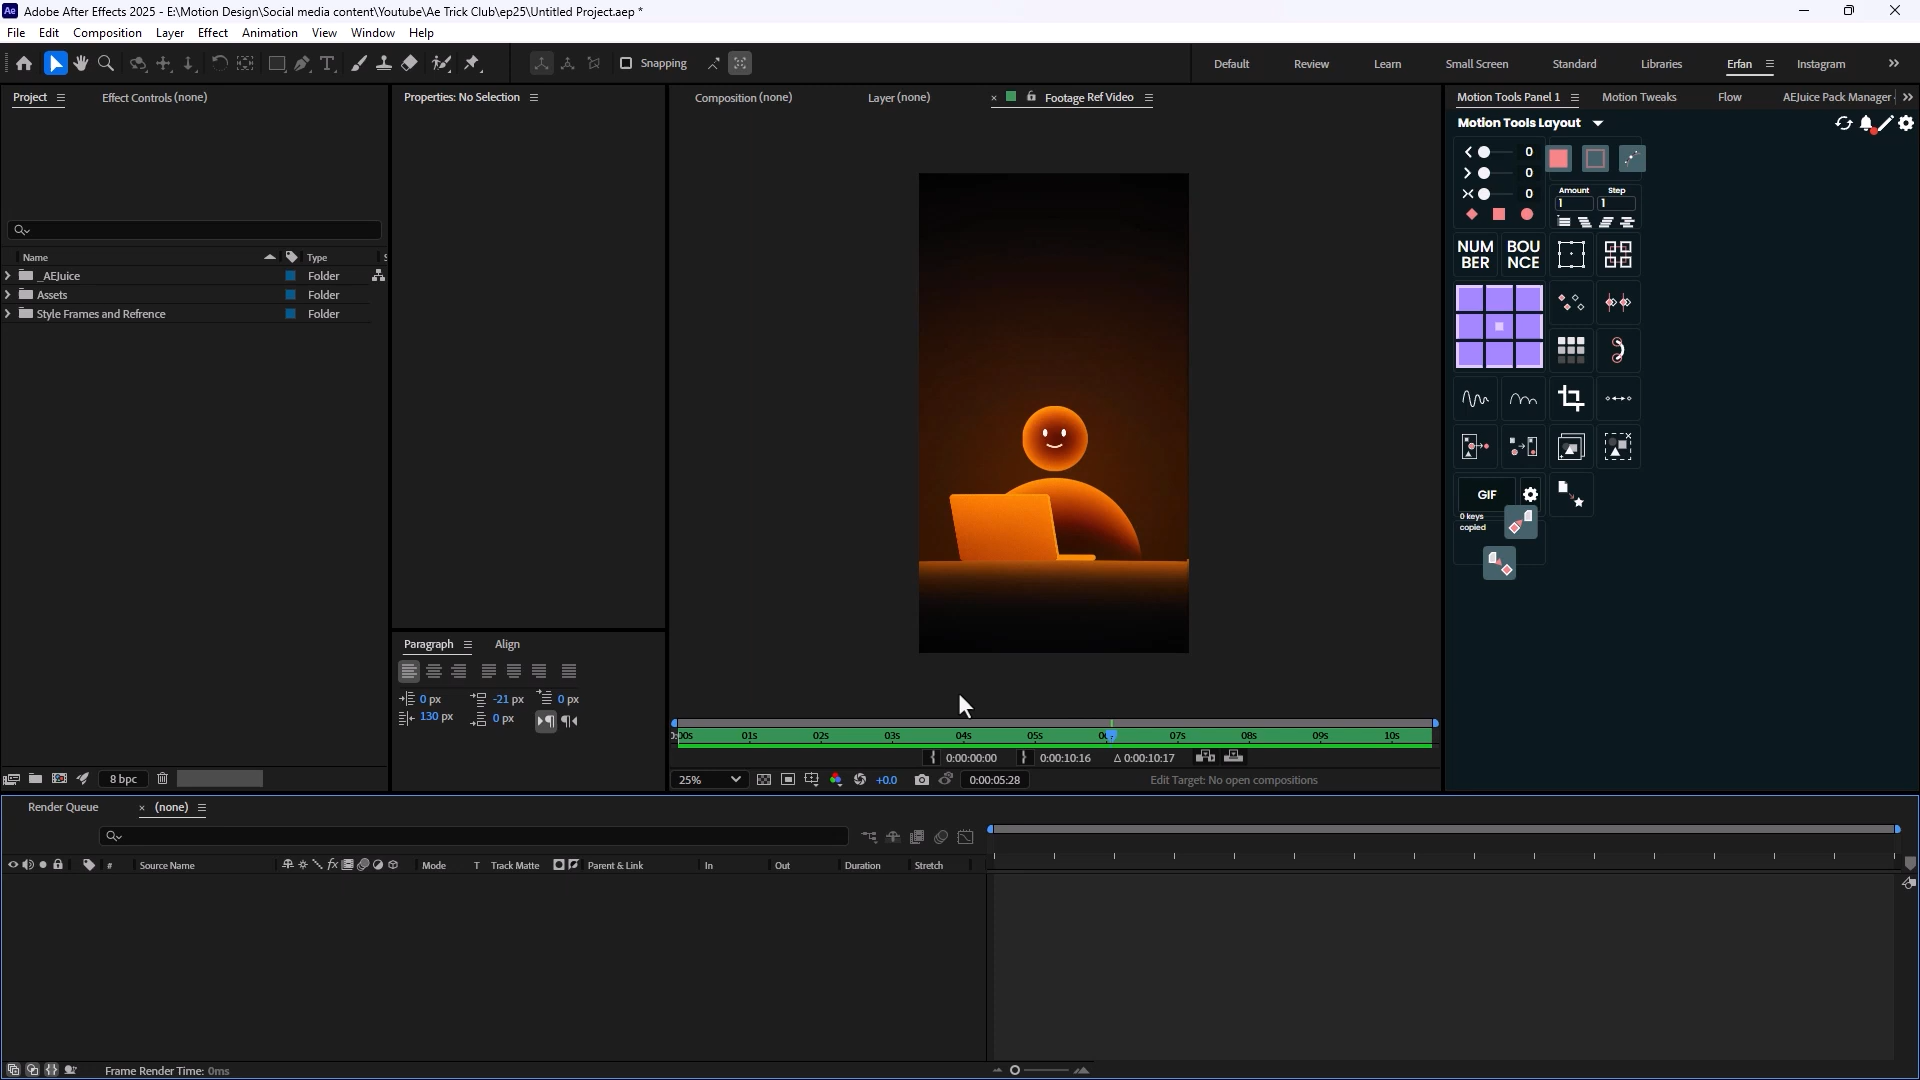 Adobe After Effects 2025 - E:\Motion Design\Social media content\Youtube\Ae Trick Club\ep25\Untitled Project.aep *
File Edit Composition Layer Effect Animation View Window Help
Snapping
Default Review Learn Small Screen Standard Libraries Erfan Instagram
Project Effect Controls (none) Properties: No Selection Composition (none) Layer (none) Footage Ref Video Motion Tools Panel 1 Motion Tweaks Flow AEJuice Pack Manager
Motion Tools Layout
0
0
0
Amount Step
1 1
NUMBER BOUNCE
Name Type
_AEJuice Folder
Assets Folder
Style Frames and Refrence Folder
GIF
0 keys
copied
Paragraph Align
0 px -21 px 0 px
130 px 0 px
01s 02s 03s 04s 05s 07s 08s 09s 10s
0:00:00:00 0:00:10:16 Δ 0:00:10:17
8 bpc 25% +0.0 0:00:05:28 Edit Target: No open compositions
Render Queue (none)
# Source Name Mode T Track Matte Parent & Link In Out Duration Stretch
Frame Render Time: 0ms